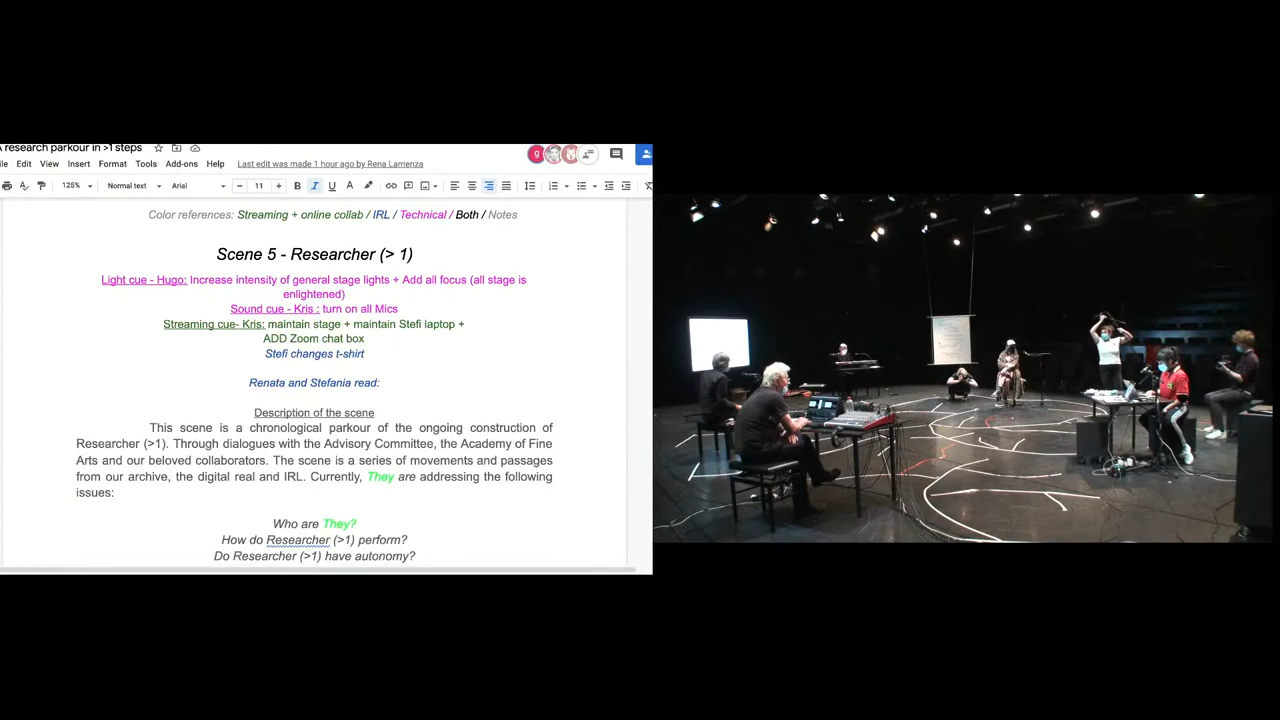 A research parkour in >1 steps
File Edit View Insert Format Tools Add-ons Help Last edit was made 1 hour ago by Rena Lamenza
125% Normal text Arial 11
Color references: Streaming + online collab / IRL / Technical / Both / Notes
Scene 5 - Researcher (> 1)
Light cue - Hugo: Increase intensity of general stage lights + Add all focus (all stage is
enlightened)
Sound cue - Kris : turn on all Mics
Streaming cue- Kris: maintain stage + maintain Stefi laptop +
ADD Zoom chat box
Stefi changes t-shirt
Renata and Stefania read:
Description of the scene
This scene is a chronological parkour of the ongoing construction of
Researcher (>1). Through dialogues with the Advisory Committee, the Academy of Fine
Arts and our beloved collaborators. The scene is a series of movements and passages
from our archive, the digital real and IRL. Currently, They are addressing the following
issues:
Who are They?
How do Researcher (>1) perform?
Do Researcher (>1) have autonomy?